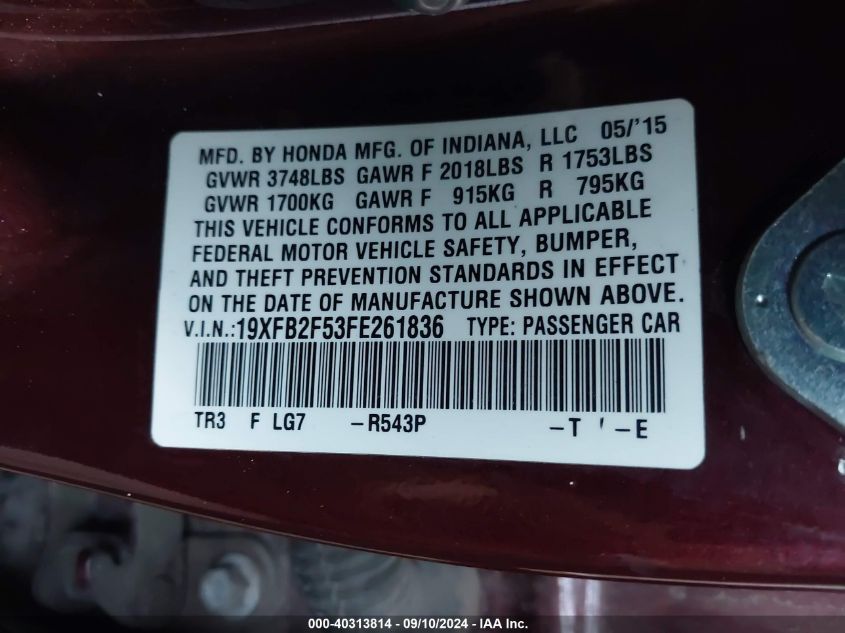 MFD. BY HONDA MFG. OF INDIANA, LLC 05/'15
GVWR 3748LBS GAWR F 2018LBS R 1753LBS
GVWR 1700KG GAWR F 915KG R 795KG
THIS VEHICLE CONFORMS TO ALL APPLICABLE
FEDERAL MOTOR VEHICLE SAFETY, BUMPER,
AND THEFT PREVENTION STANDARDS IN EFFECT
ON THE DATE OF MANUFACTURE SHOWN ABOVE.
V.I.N.:19XFB2F53FE261836 TYPE: PASSENGER CAR
TR3 F LG7 -R543P -T ' -E
000-40313814 - 09/10/2024 - IAA Inc.